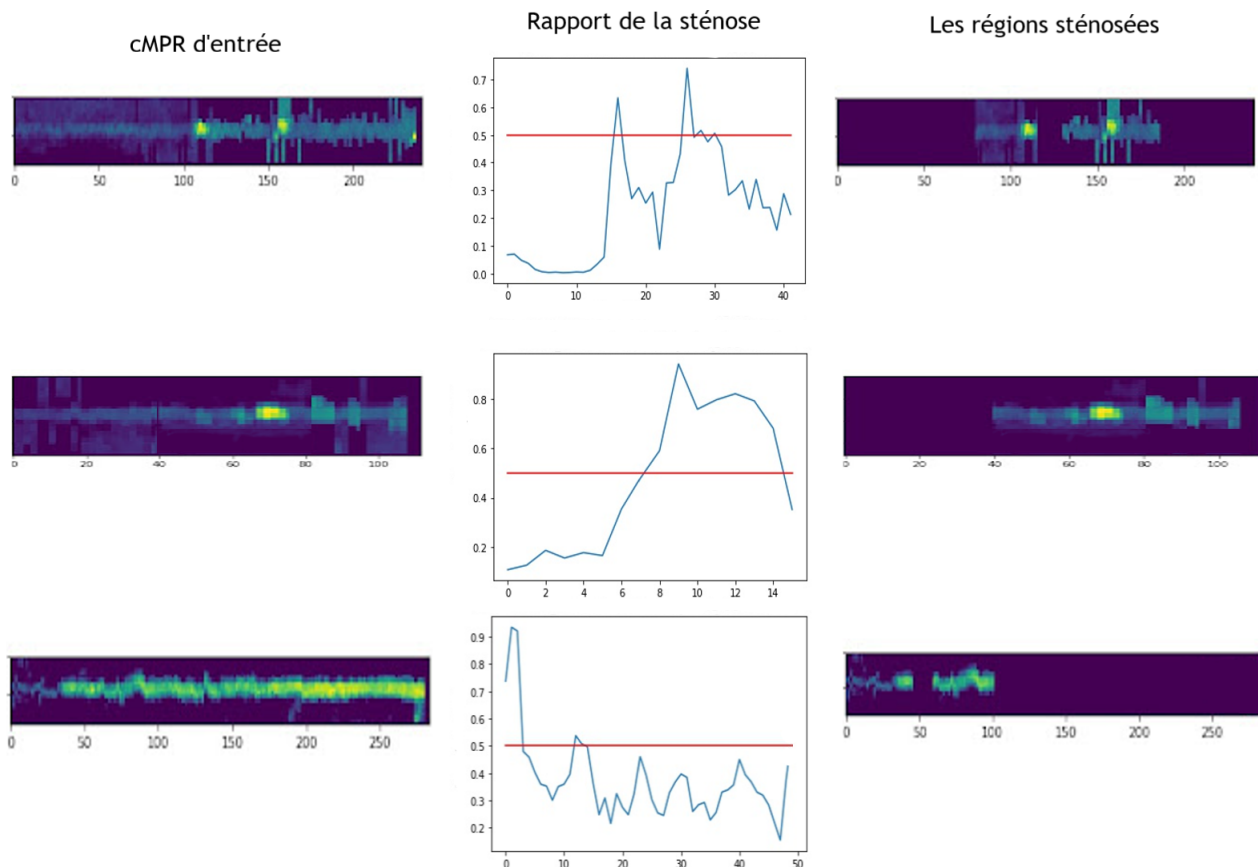 cMPR d'entrée
Rapport de la sténose
Les régions sténosées
0 50 100 150 200
0.7
0.6
0.5
0.4
0.3
0.2
0.1
0.0
0 10 20 30 40
0 50 100 150 200
0 20 40 60 80 100
0.8
0.6
0.4
0.2
0 2 4 6 8 10 12 14
0 20 40 60 80 100
0 50 100 150 200 250
0.9
0.8
0.7
0.6
0.5
0.4
0.3
0.2
0 10 20 30 40 50
0 50 100 150 200 250